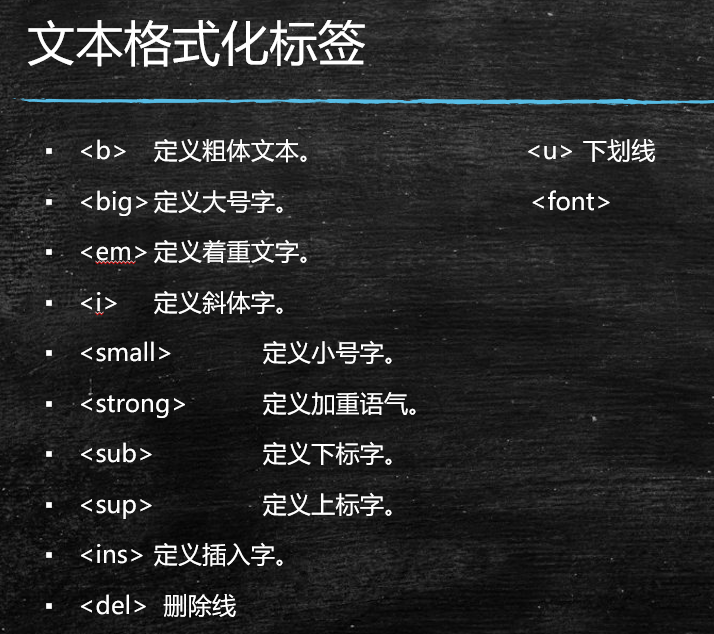 文本格式化标签
▪ <b> 定义粗体文本。 <u> 下划线
▪ <big> 定义大号字。 <font>
▪ <em> 定义着重文字。
▪ <i> 定义斜体字。
▪ <small> 定义小号字。
▪ <strong> 定义加重语气。
▪ <sub> 定义下标字。
▪ <sup> 定义上标字。
▪ <ins> 定义插入字。
▪ <del> 删除线